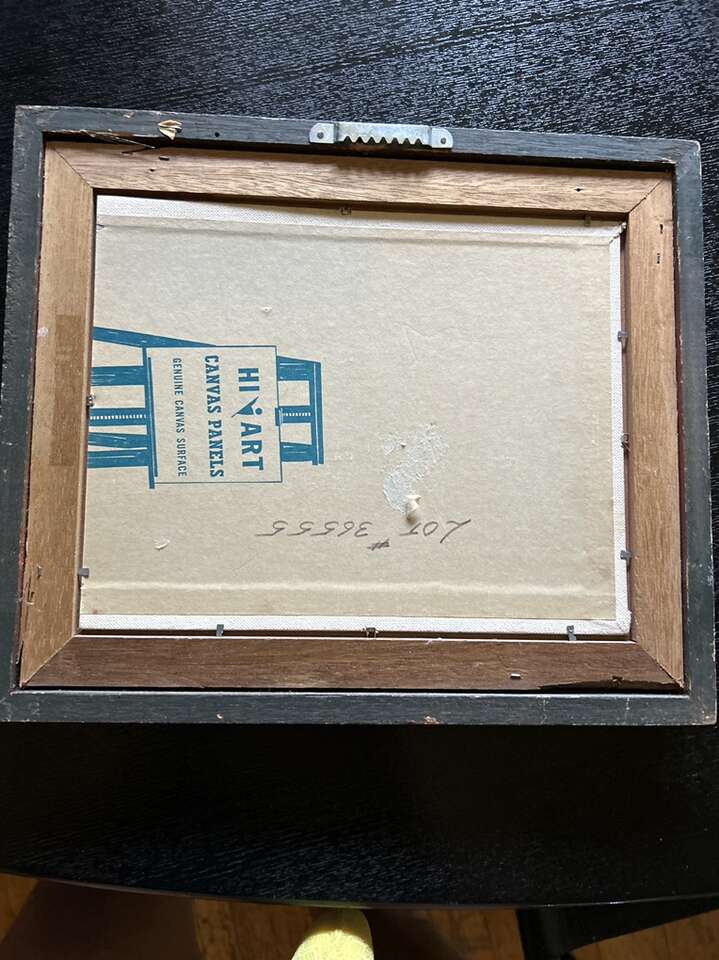 HI ART
CANVAS PANELS
GENUINE CANVAS SURFACE
LOT # 36555